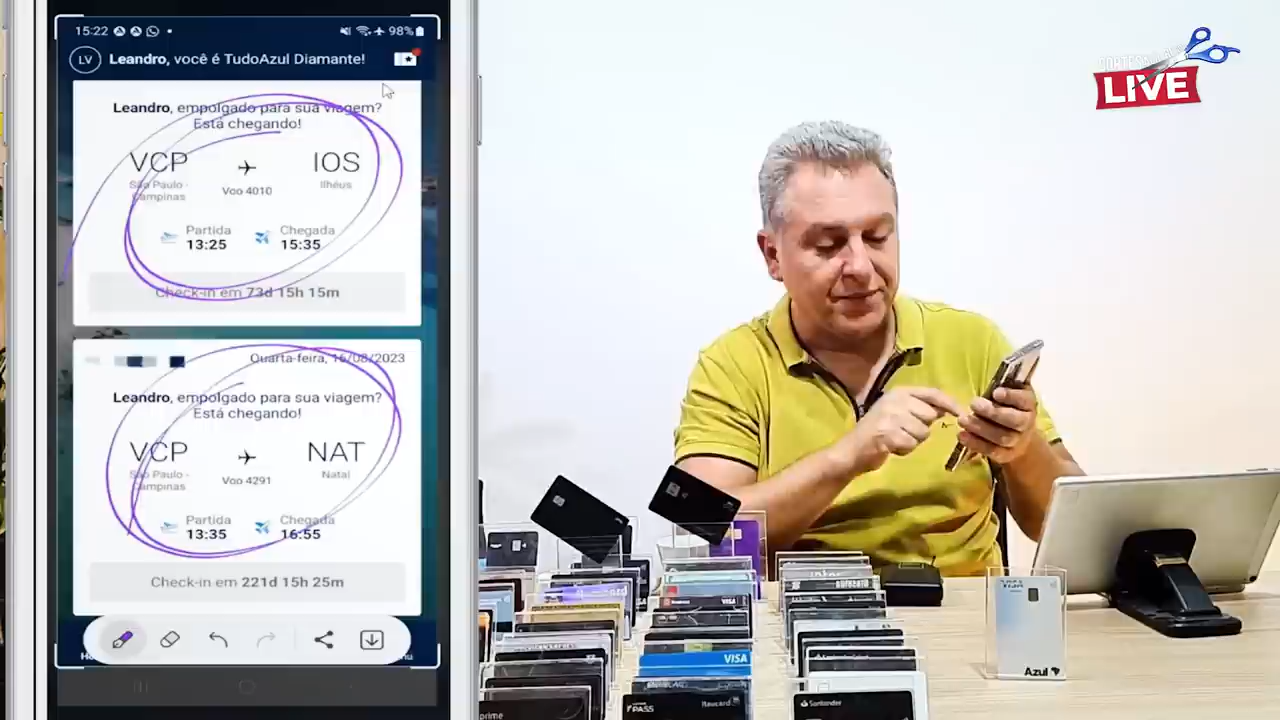 15:22
98%
LV
Leandro, você é TudoAzul Diamante!
Leandro, empolgado para sua viagem?
Está chegando!
VCP
IOS
São Paulo -
Campinas
Voo 4010
Ilhéus
Partida
13:25
Chegada
15:35
Check-in em 73d 15h 15m
Quarta-feira, 16/08/2023
Leandro, empolgado para sua viagem?
Está chegando!
VCP
NAT
São Paulo -
Campinas
Voo 4291
Natal
Partida
13:35
Chegada
16:55
Check-in em 221d 15h 25m
LIVE
VISA
VISA
VISA
Azul
PASS
Santander